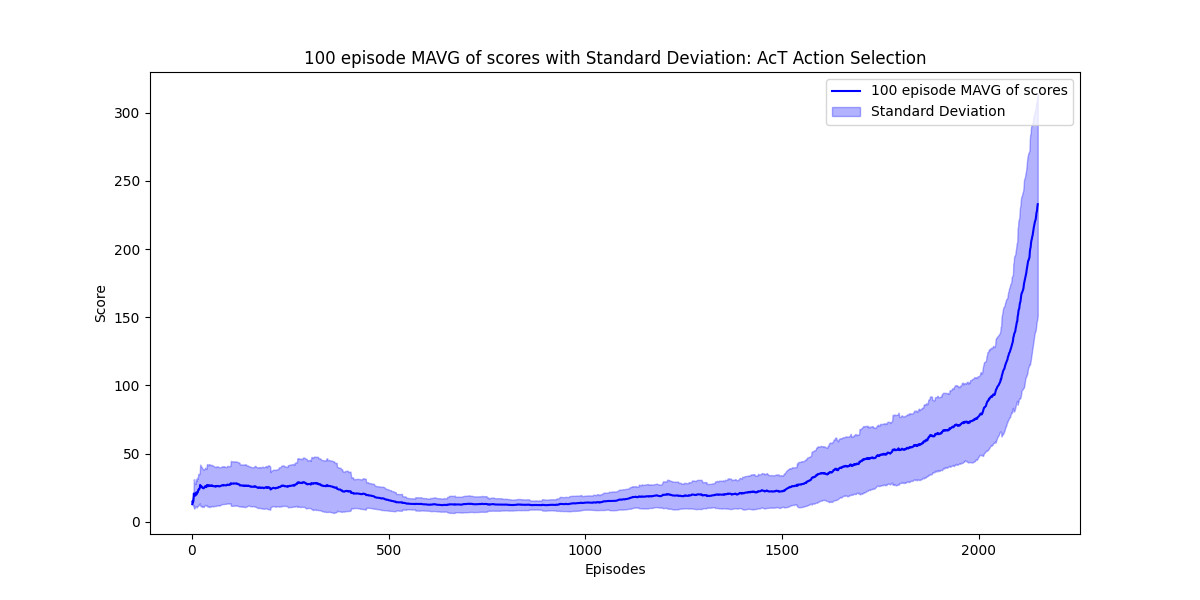 100 episode MAVG of scores with Standard Deviation: AcT Action Selection
100 episode MAVG of scores
Standard Deviation
300
250
200
150
100
50
0
Score
0 500 1000 1500 2000
Episodes